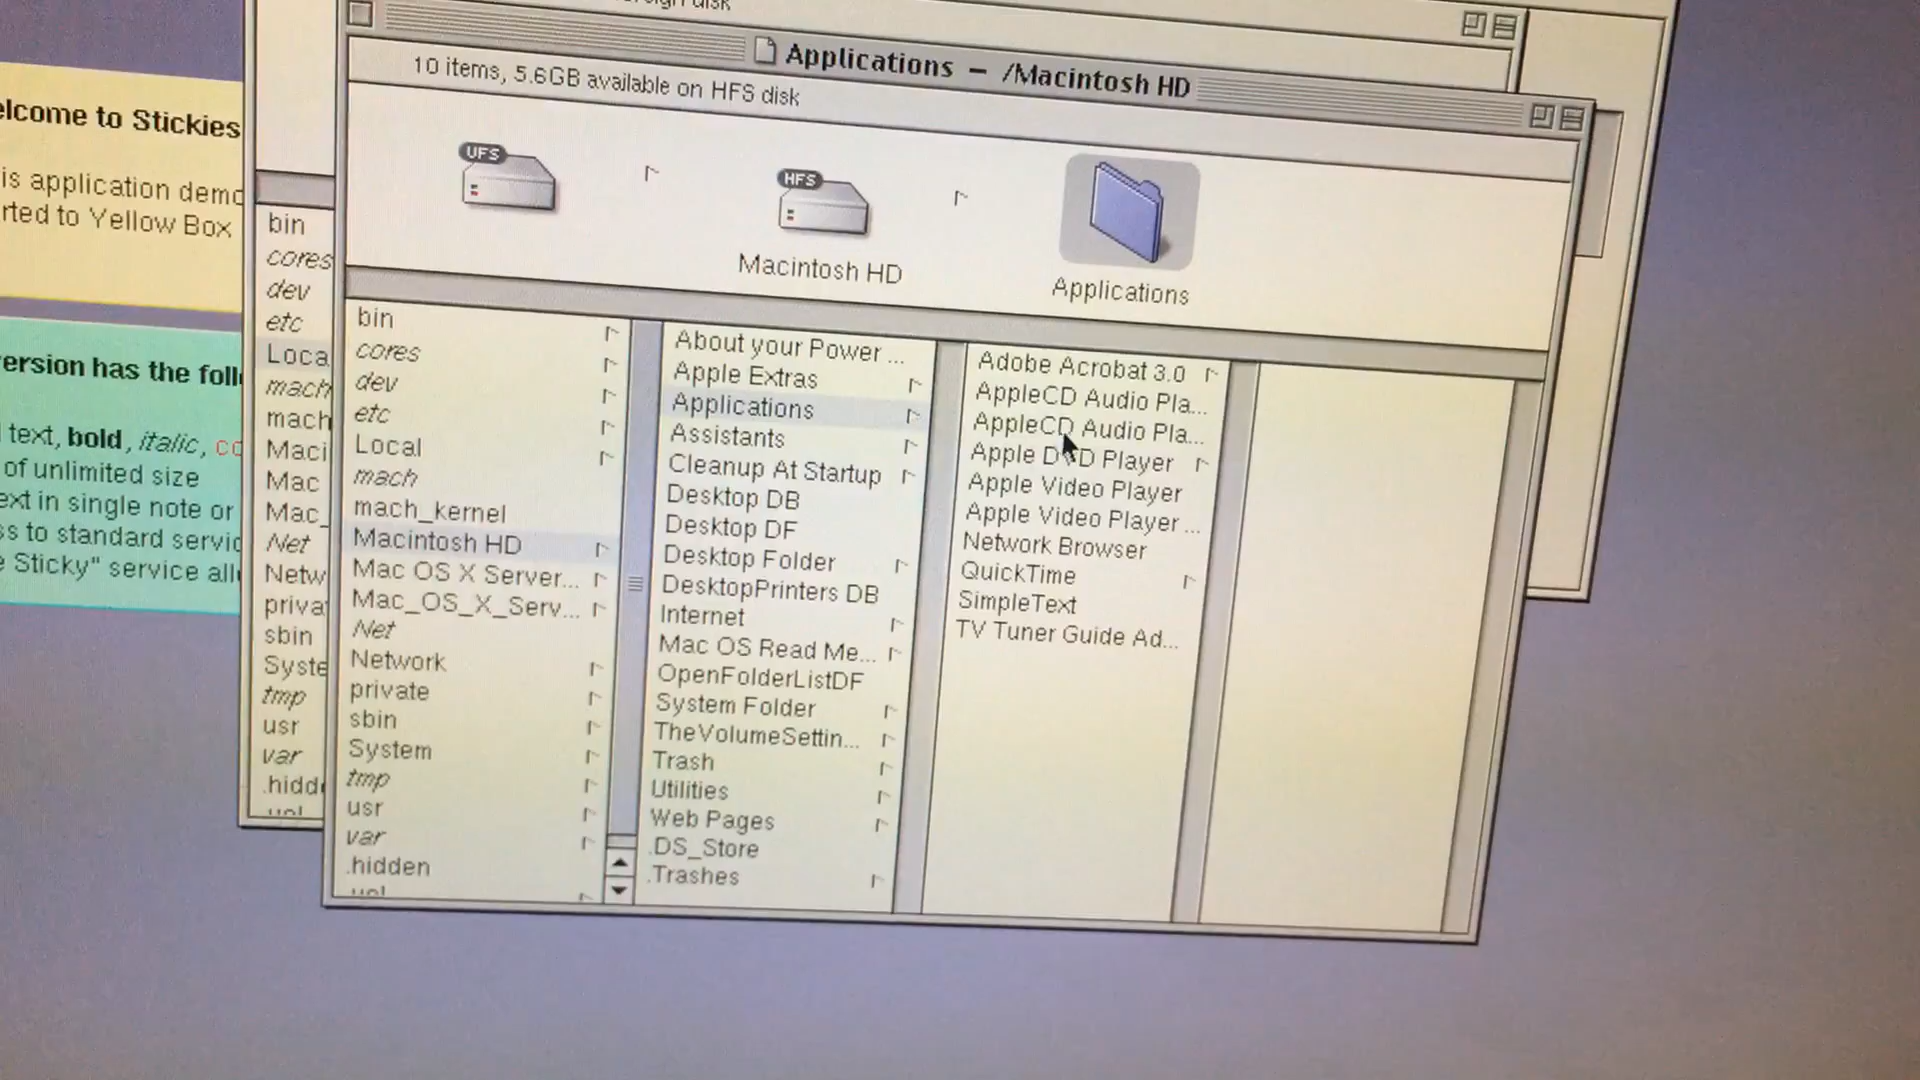 disk
Applications — /Macintosh HD
10 items, 5.6GB available on HFS disk
UFS
HFS
Macintosh HD
Applications
elcome to Stickies
is application demo
rted to Yellow Box
ersion has the foll
text, bold, italic, co
of unlimited size
ext in single note or
ss to standard servic
e Sticky" service all
bin
cores
dev
etc
Loca
mach
mach
Maci
Mac
Mac_
Net
Netw
priva
sbin
Syste
tmp
usr
var
.hidde
bin
cores
dev
etc
Local
mach
mach_kernel
Macintosh HD
Mac OS X Server...
Mac_OS_X_Serv...
Net
Network
private
sbin
System
tmp
usr
var
.hidden
About your Power ...
Apple Extras
Applications
Assistants
Cleanup At Startup
Desktop DB
Desktop DF
Desktop Folder
DesktopPrinters DB
Internet
Mac OS Read Me...
OpenFolderListDF
System Folder
TheVolumeSettin...
Trash
Utilities
Web Pages
.DS_Store
.Trashes
Adobe Acrobat 3.0
AppleCD Audio Pla...
AppleCD Audio Pla...
Apple DVD Player
Apple Video Player
Apple Video Player ...
Network Browser
QuickTime
SimpleText
TV Tuner Guide Ad...